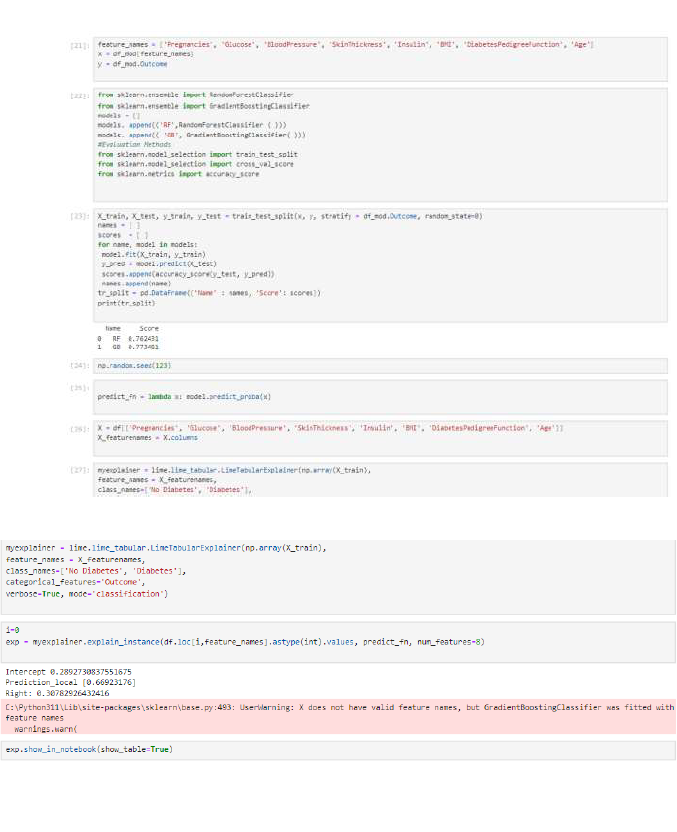 [21]:
feature_names = ['Pregnancies', 'Glucose', 'BloodPressure', 'SkinThickness', 'Insulin', 'BMI', 'DiabetesPedigreeFunction', 'Age']
x = df_mod[feature_names]
y = df_mod.Outcome
[22]:
from sklearn.ensemble import RandomForestClassifier
from sklearn.ensemble import GradientBoostingClassifier
models = []
models. append(('RF',RandomForestClassifier ( )))
models. append(( 'GB', GradientBoostingClassifier( )))
#Evaluation Methods
from sklearn.model_selection import train_test_split
from sklearn.model_selection import cross_val_score
from sklearn.metrics import accuracy_score
[23]:
X_train, X_test, y_train, y_test = train_test_split(x, y, stratify = df_mod.Outcome, random_state=0)
names = [ ]
scores = [ ]
for name, model in models:
model.fit(X_train, y_train)
y_pred = model.predict(X_test)
scores.append(accuracy_score(y_test, y_pred))
names.append(name)
tr_split = pd.DataFrame({'Name' : names, 'Score': scores})
print(tr_split)
Name Score
0 RF 0.762431
1 GB 0.773481
[24]:
np.random.seed(123)
[25]:
predict_fn = lambda x: model.predict_proba(x)
[26]:
X = df[['Pregnancies', 'Glucose', 'BloodPressure', 'SkinThickness', 'Insulin', 'BMI', 'DiabetesPedigreeFunction', 'Age']]
X_featurenames = X.columns
[27]:
myexplainer = lime.lime_tabular.LimeTabularExplainer(np.array(X_train),
feature_names = X_featurenames,
class_names=['No Diabetes', 'Diabetes'],
myexplainer = lime.lime_tabular.LimeTabularExplainer(np.array(X_train),
feature_names = X_featurenames,
class_names=['No Diabetes', 'Diabetes'],
categorical_features='Outcome',
verbose=True, mode='classification')
i=0
exp = myexplainer.explain_instance(df.loc[i,feature_names].astype(int).values, predict_fn, num_features=8)
Intercept 0.2892730837551675
Prediction_local [0.66923176]
Right: 0.30782926432416
C:\Python311\Lib\site-packages\sklearn\base.py:493: UserWarning: X does not have valid feature names, but GradientBoostingClassifier was fitted with
feature names
warnings.warn(
exp.show_in_notebook(show_table=True)